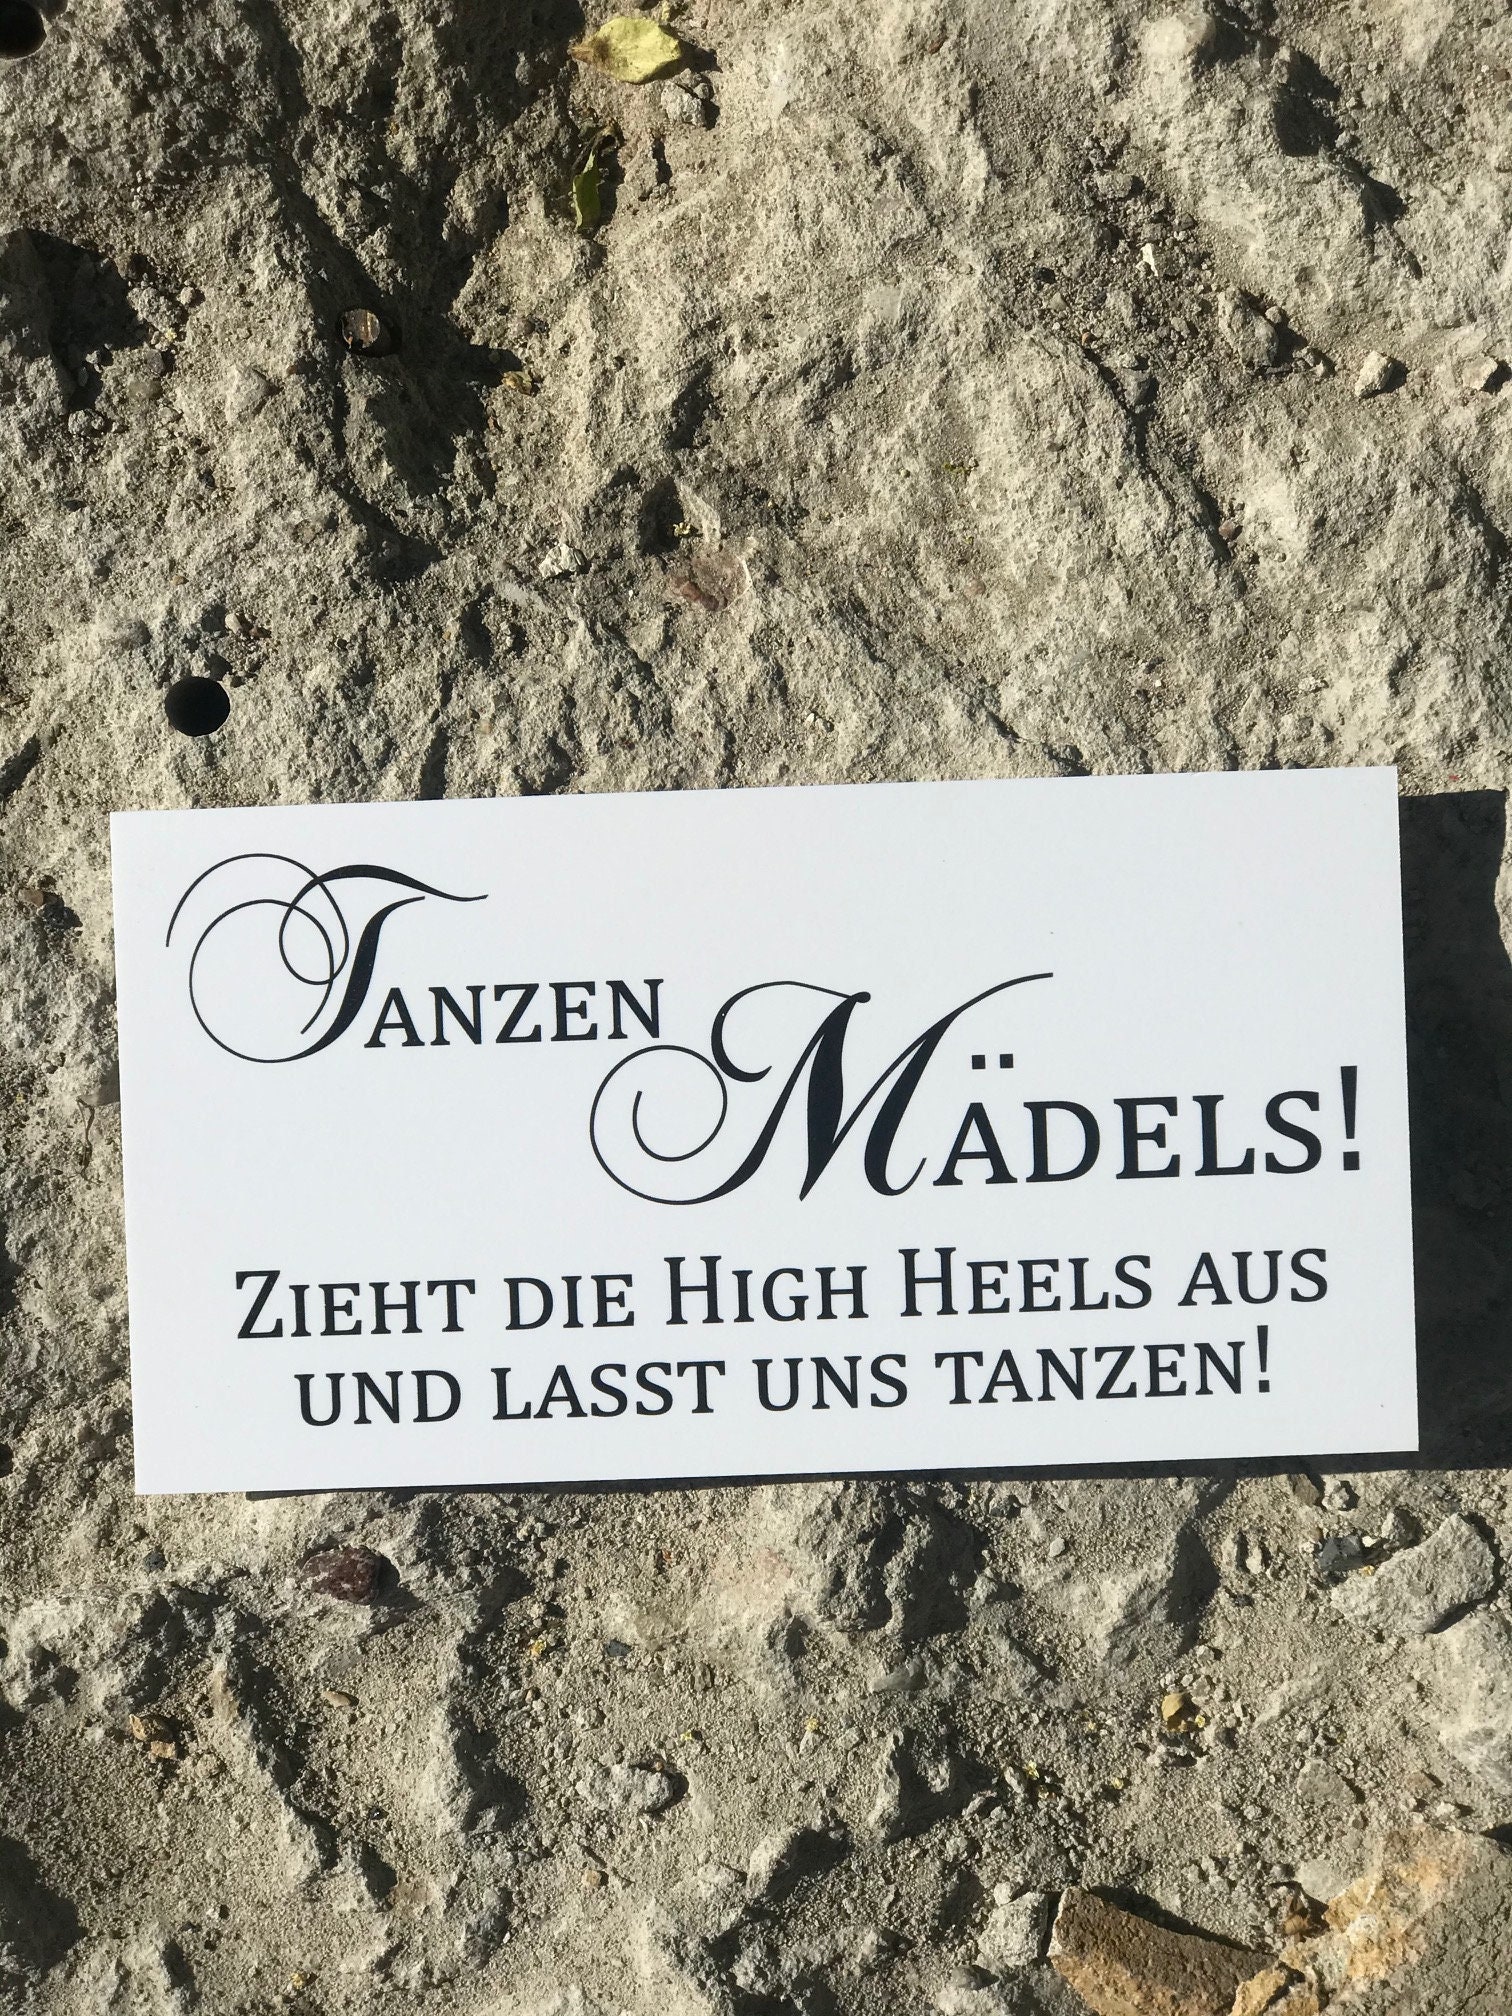 Tanzen
Mädels!
Zieht die High Heels aus
und lasst uns tanzen!